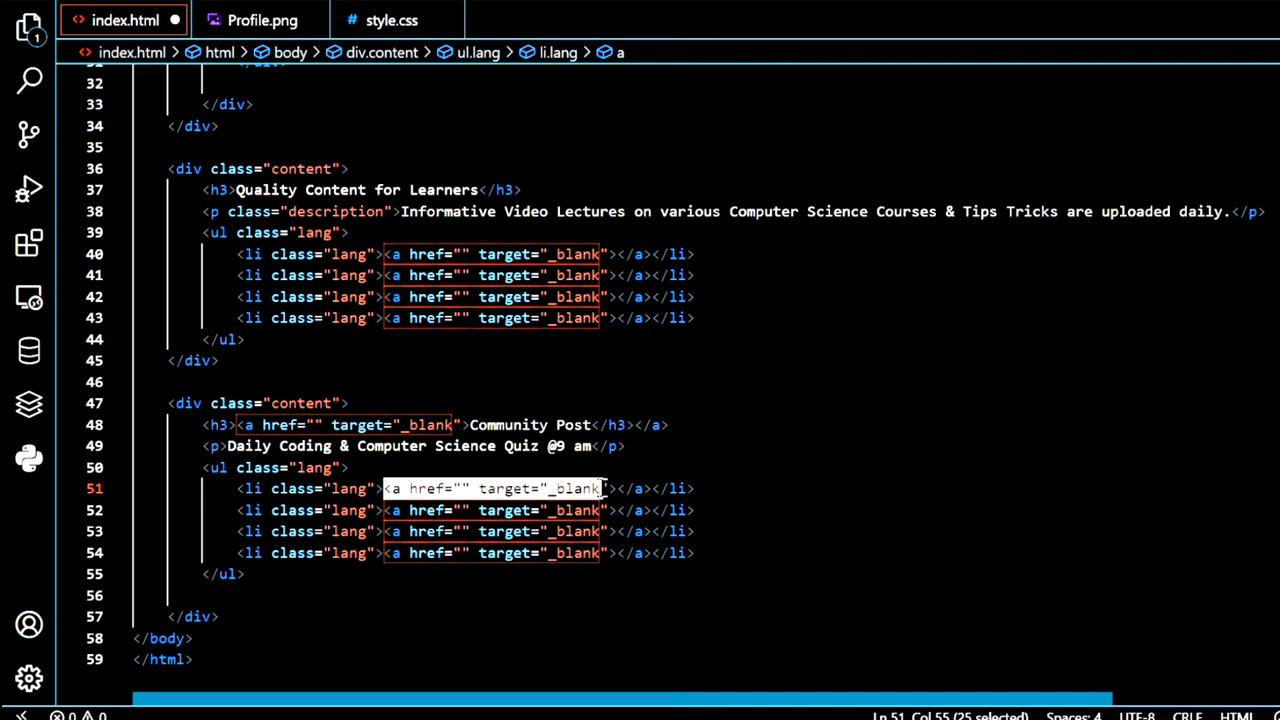 index.html
Profile.png
# style.css
1
<> index.html > html > body > div.content > ul.lang > li.lang > a
32
33 </div>
34 </div>
35
36 <div class="content">
37 <h3>Quality Content for Learners</h3>
38 <p class="description">Informative Video Lectures on various Computer Science Courses & Tips Tricks are uploaded daily.</p>
39 <ul class="lang">
40 <li class="lang"><a href="" target="_blank"></a></li>
41 <li class="lang"><a href="" target="_blank"></a></li>
42 <li class="lang"><a href="" target="_blank"></a></li>
43 <li class="lang"><a href="" target="_blank"></a></li>
44 </ul>
45 </div>
46
47 <div class="content">
48 <h3><a href="" target="_blank">Community Post</h3></a>
49 <p>Daily Coding & Computer Science Quiz @9 am</p>
50 <ul class="lang">
51 <li class="lang"><a href="" target="_blank"></a></li>
52 <li class="lang"><a href="" target="_blank"></a></li>
53 <li class="lang"><a href="" target="_blank"></a></li>
54 <li class="lang"><a href="" target="_blank"></a></li>
55 </ul>
56
57 </div>
58 </body>
59 </html>
0 0 Ln 51, Col 55 (25 selected) Spaces: 4 UTF-8 CRLF HTML